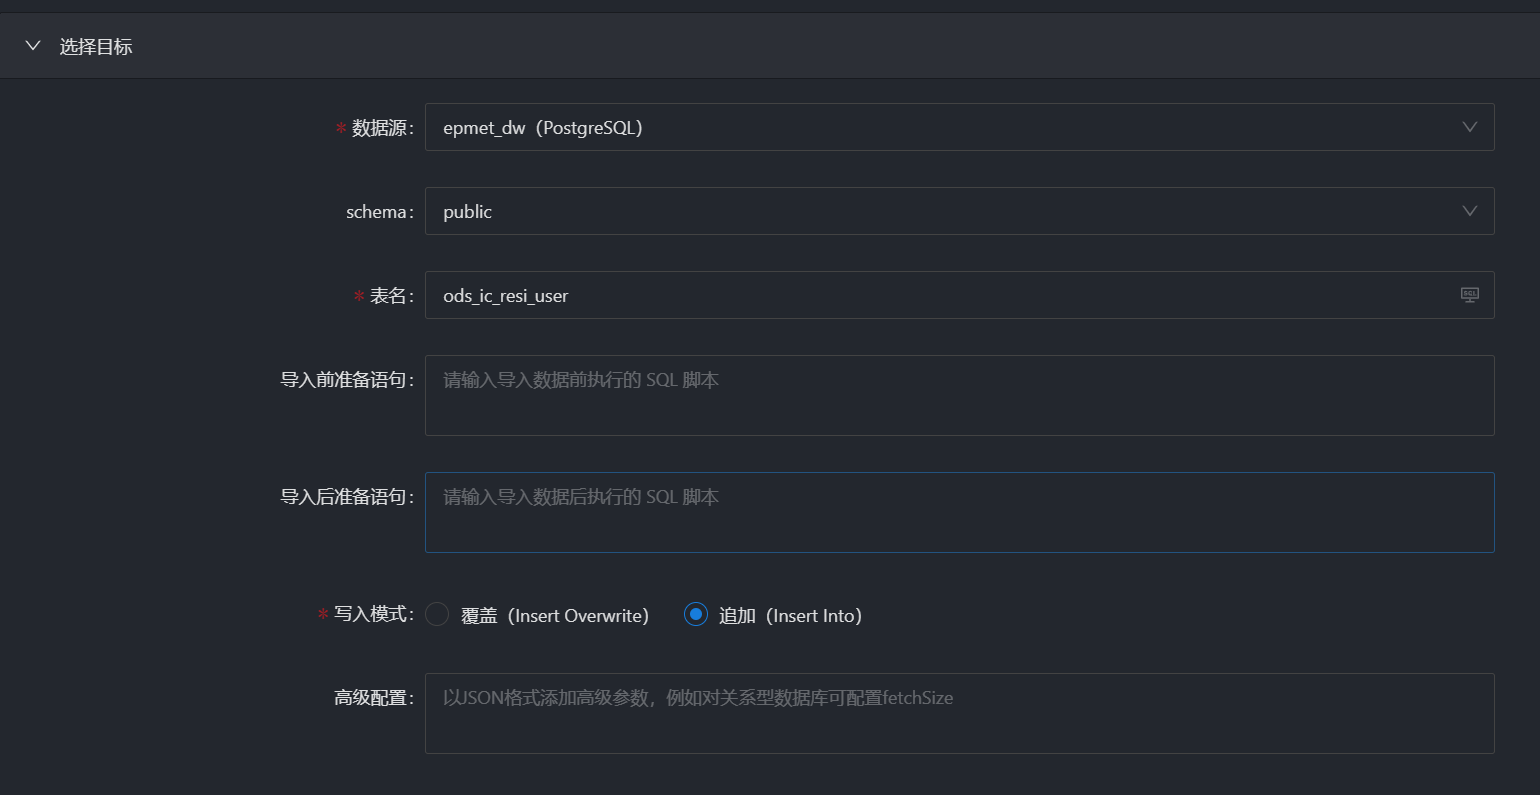 选择目标
* 数据源： epmet_dw（PostgreSQL）
schema： public
* 表名： ods_ic_resi_user
SQL
导入前准备语句： 请输入导入数据前执行的 SQL 脚本
导入后准备语句： 请输入导入数据后执行的 SQL 脚本
* 写入模式： 覆盖（Insert Overwrite） 追加（Insert Into）
高级配置： 以JSON格式添加高级参数，例如对关系型数据库可配置fetchSize